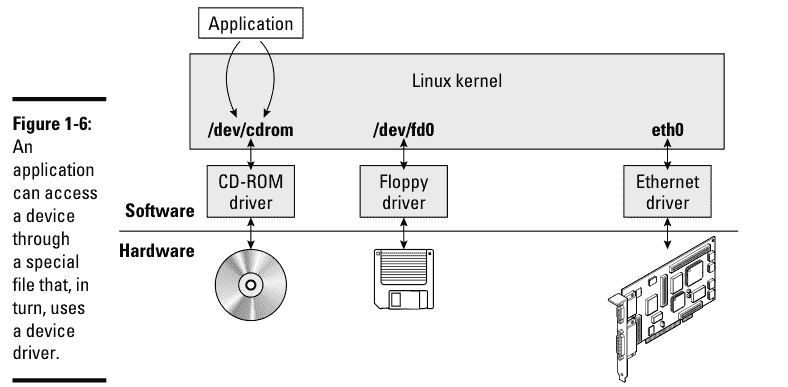 Figure 1-6:
An
application
can access
a device
through
a special
file that, in
turn, uses
a device
driver.
Application
Linux kernel
/dev/cdrom
/dev/fd0
eth0
CD-ROM
driver
Floppy
driver
Ethernet
driver
Software
Hardware